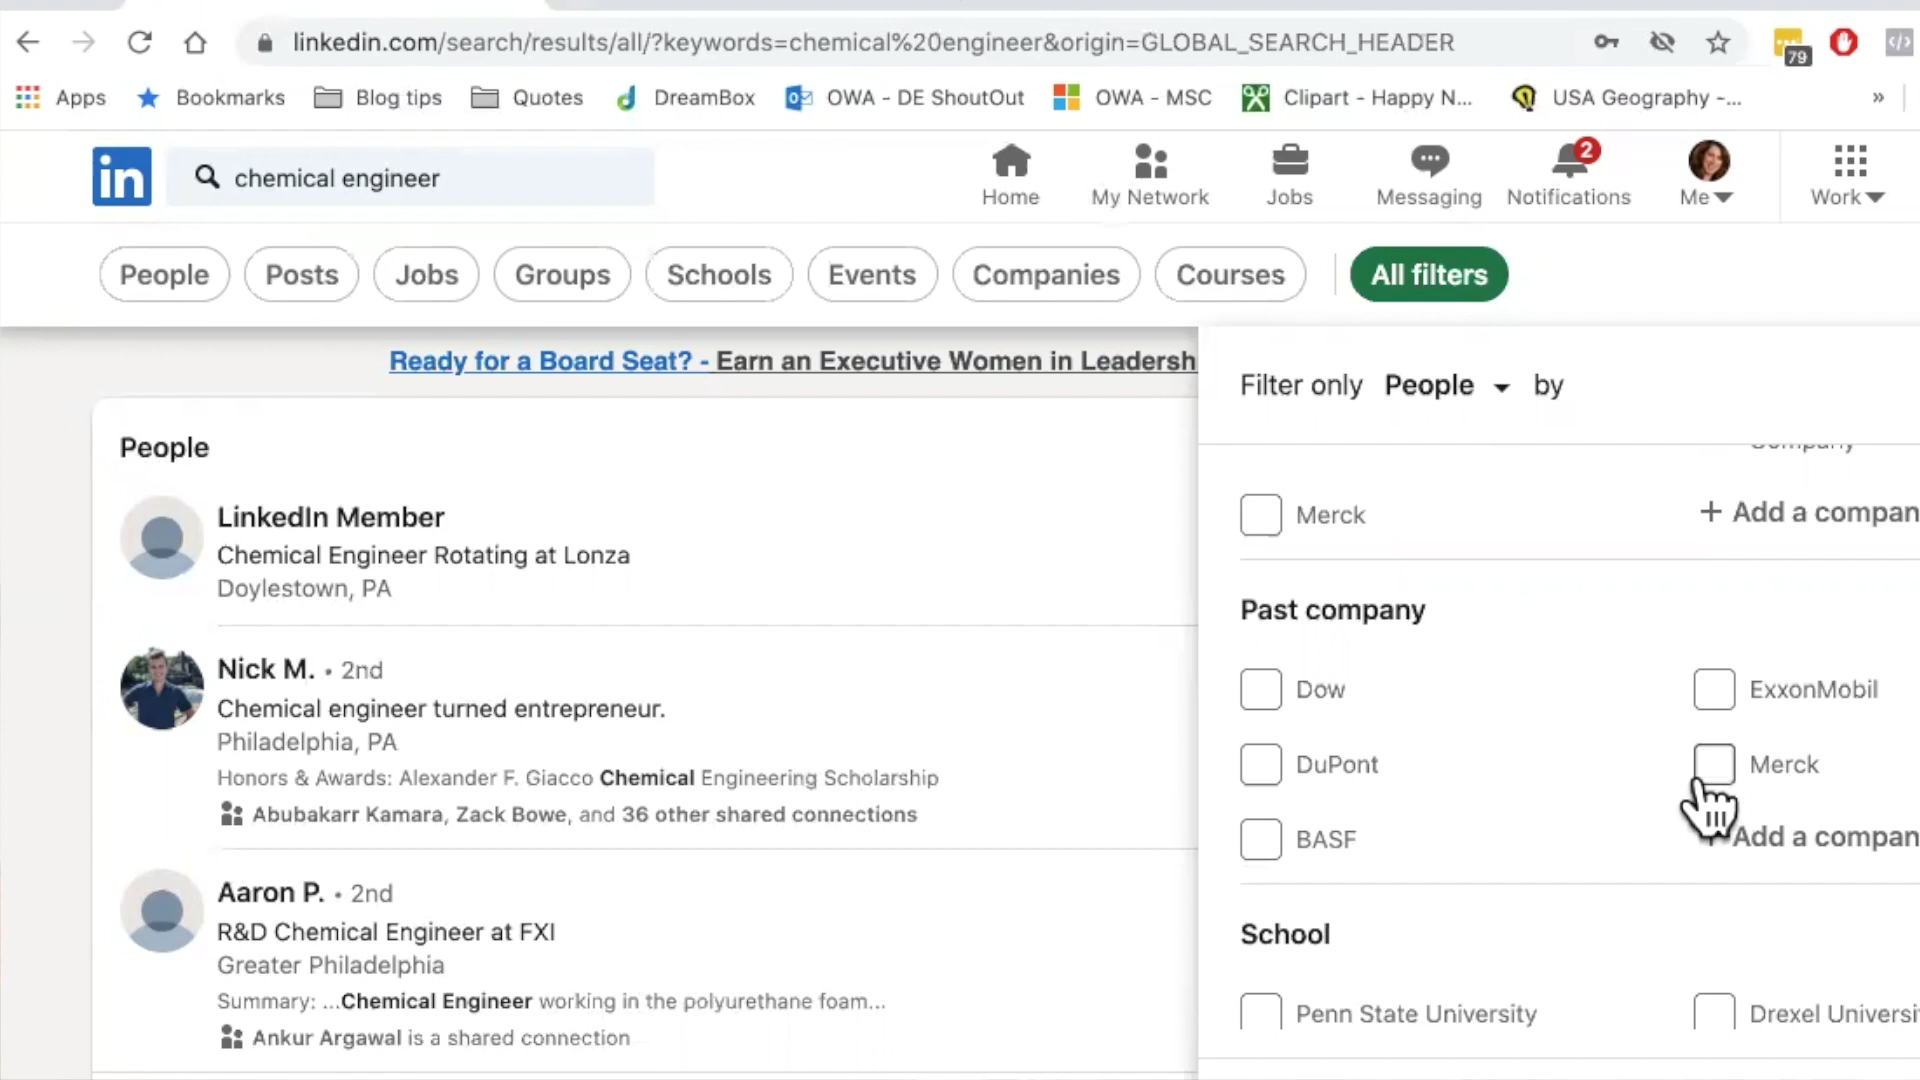 linkedin.com/search/results/all/?keywords=chemical%20engineer&origin=GLOBAL_SEARCH_HEADER
79
Apps Bookmarks Blog tips Quotes DreamBox OWA - DE ShoutOut OWA - MSC Clipart - Happy N... USA Geography -... »
in chemical engineer
2
Home My Network Jobs Messaging Notifications Me Work
People Posts Jobs Groups Schools Events Companies Courses All filters
Ready for a Board Seat? - Earn an Executive Women in Leadersh
Filter only People by
People
Company
LinkedIn Member
Chemical Engineer Rotating at Lonza
Doylestown, PA
Nick M. • 2nd
Chemical engineer turned entrepreneur.
Philadelphia, PA
Honors & Awards: Alexander F. Giacco Chemical Engineering Scholarship
Abubakarr Kamara, Zack Bowe, and 36 other shared connections
Aaron P. • 2nd
R&D Chemical Engineer at FXI
Greater Philadelphia
Summary: ...Chemical Engineer working in the polyurethane foam...
Ankur Argawal is a shared connection
Merck + Add a compan
Past company
Dow ExxonMobil
DuPont Merck
BASF + Add a compan
School
Penn State University Drexel Universi